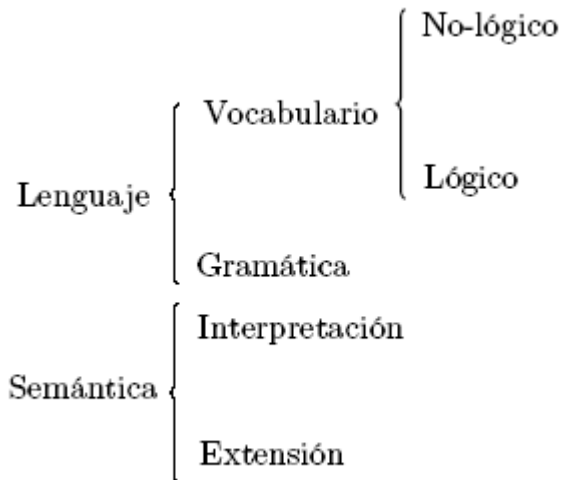 No-lógico
Vocabulario
Lógico
Lenguaje
Gramática
Interpretación
Semántica
Extensión